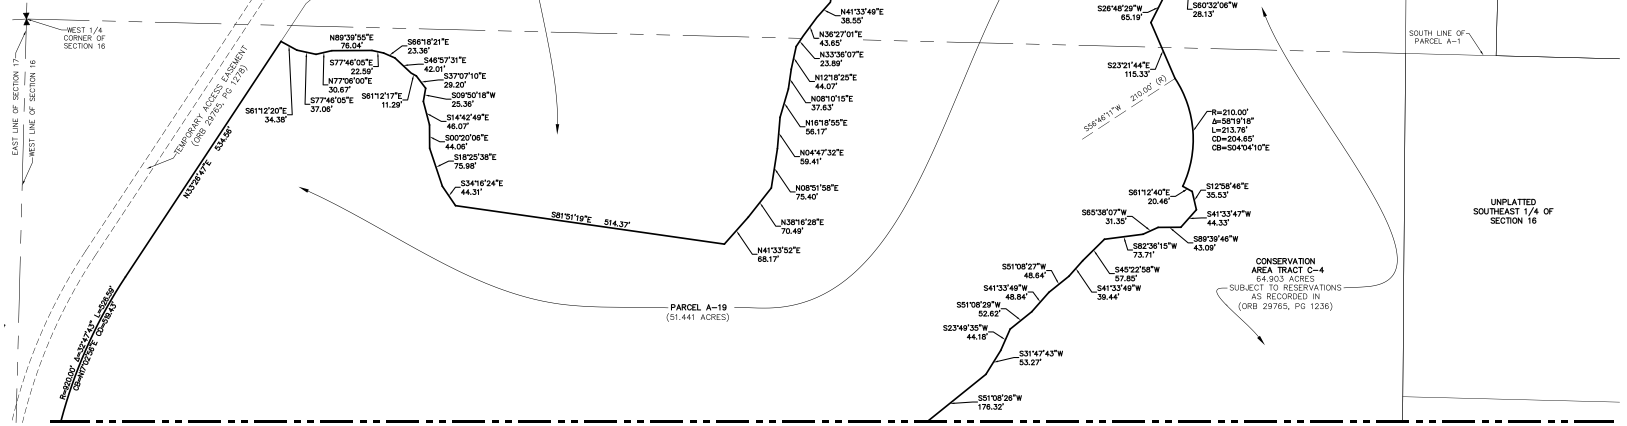 WEST 1/4
CORNER OF
SECTION 16
EAST LINE OF SECTION 17
WEST LINE OF SECTION 16
TEMPORARY ACCESS EASEMENT
(ORB 29765, PG 1278)
N33°26'47"E 534.56'
R=920.00' Δ=32°47'43" L=526.59'
CB=N17°02'56"E CD=519.43'
S61°12'20"E
34.38'
N89°39'55"E
76.04'
S77°46'05"E
22.59'
N77°06'00"E
30.67'
S77°46'05"E
37.06'
S61°12'17"E
11.29'
S66°18'21"E
23.36'
S46°57'31"E
42.01'
S37°07'10"E
29.20'
S09°50'18"W
25.36'
S14°42'49"E
46.07'
S00°20'06"E
44.06'
S18°25'38"E
75.98'
S34°16'24"E
44.31'
S81°51'19"E 514.37'
N41°33'49"E
38.55'
N36°27'01"E
43.65'
N33°36'07"E
23.89'
N12°18'25"E
44.07'
N08°10'15"E
37.63'
N16°18'55"E
56.17'
N04°47'32"E
59.41'
N08°51'58"E
75.40'
N38°16'28"E
70.49'
N41°33'52"E
68.17'
PARCEL A-19
(51.441 ACRES)
S26°48'29"W
65.19'
S60°32'06"W
28.13'
S23°21'44"E
115.33'
S56°46'11"W 210.00' (R)
R=210.00'
Δ=58°19'18"
L=213.76'
CD=204.65'
CB=S04°04'10"E
S61°12'40"E
20.46'
S12°58'46"E
35.53'
S41°33'47"W
44.33'
S65°38'07"W
31.35'
S89°39'46"W
43.09'
S82°36'15"W
73.71'
S45°22'58"W
57.85'
S41°33'49"W
39.44'
S51°08'27"W
48.64'
S41°33'49"W
48.84'
S51°08'29"W
52.62'
S23°49'35"W
44.18'
S31°47'43"W
53.27'
S51°08'26"W
176.32'
CONSERVATION
AREA TRACT C-4
64.903 ACRES
SUBJECT TO RESERVATIONS
AS RECORDED IN
(ORB 29765, PG 1236)
SOUTH LINE OF
PARCEL A-1
UNPLATTED
SOUTHEAST 1/4 OF
SECTION 16